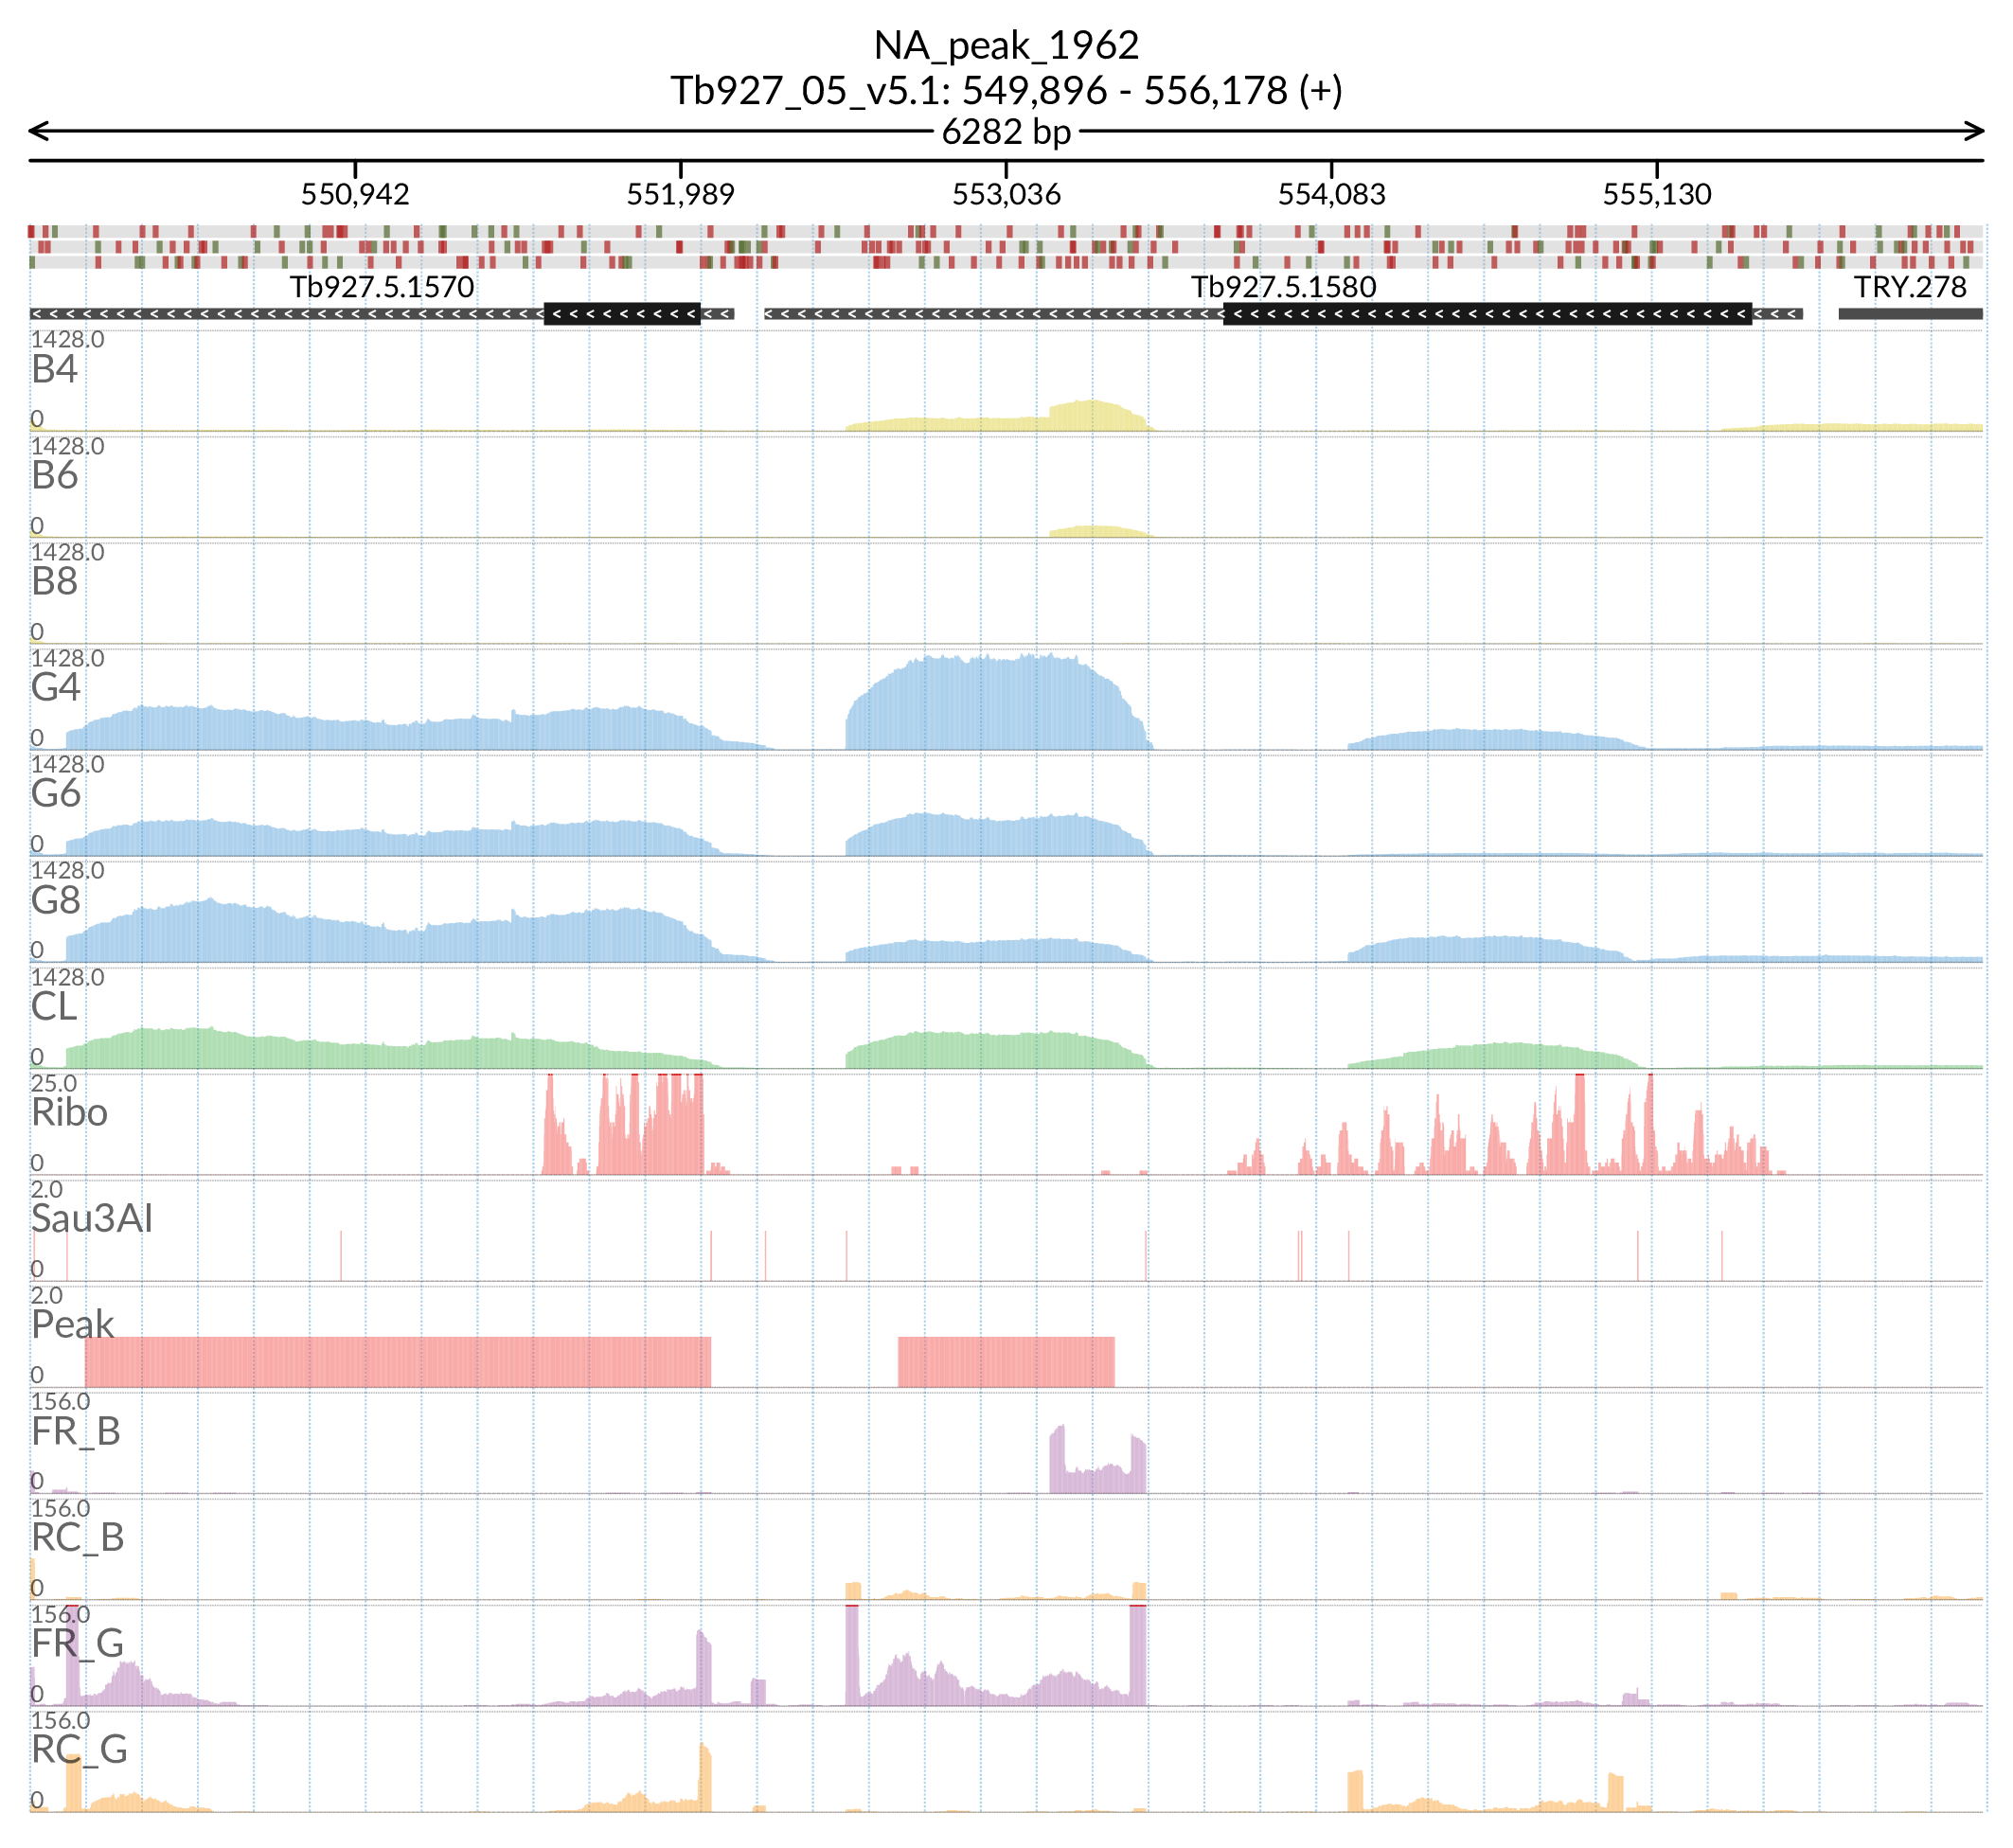 NA_peak_1962
Tb927_05_v5.1: 549,896 - 556,178 (+)
6282 bp
550,942 551,989 553,036 554,083 555,130
Tb927.5.1570 Tb927.5.1580 TRY.278
1428.0
B4
0
1428.0
B6
0
1428.0
B8
0
1428.0
G4
0
1428.0
G6
0
1428.0
G8
0
1428.0
CL
0
25.0
Ribo
0
2.0
Sau3AI
0
2.0
Peak
0
156.0
FR_B
0
156.0
RC_B
0
156.0
FR_G
0
156.0
RC_G
0